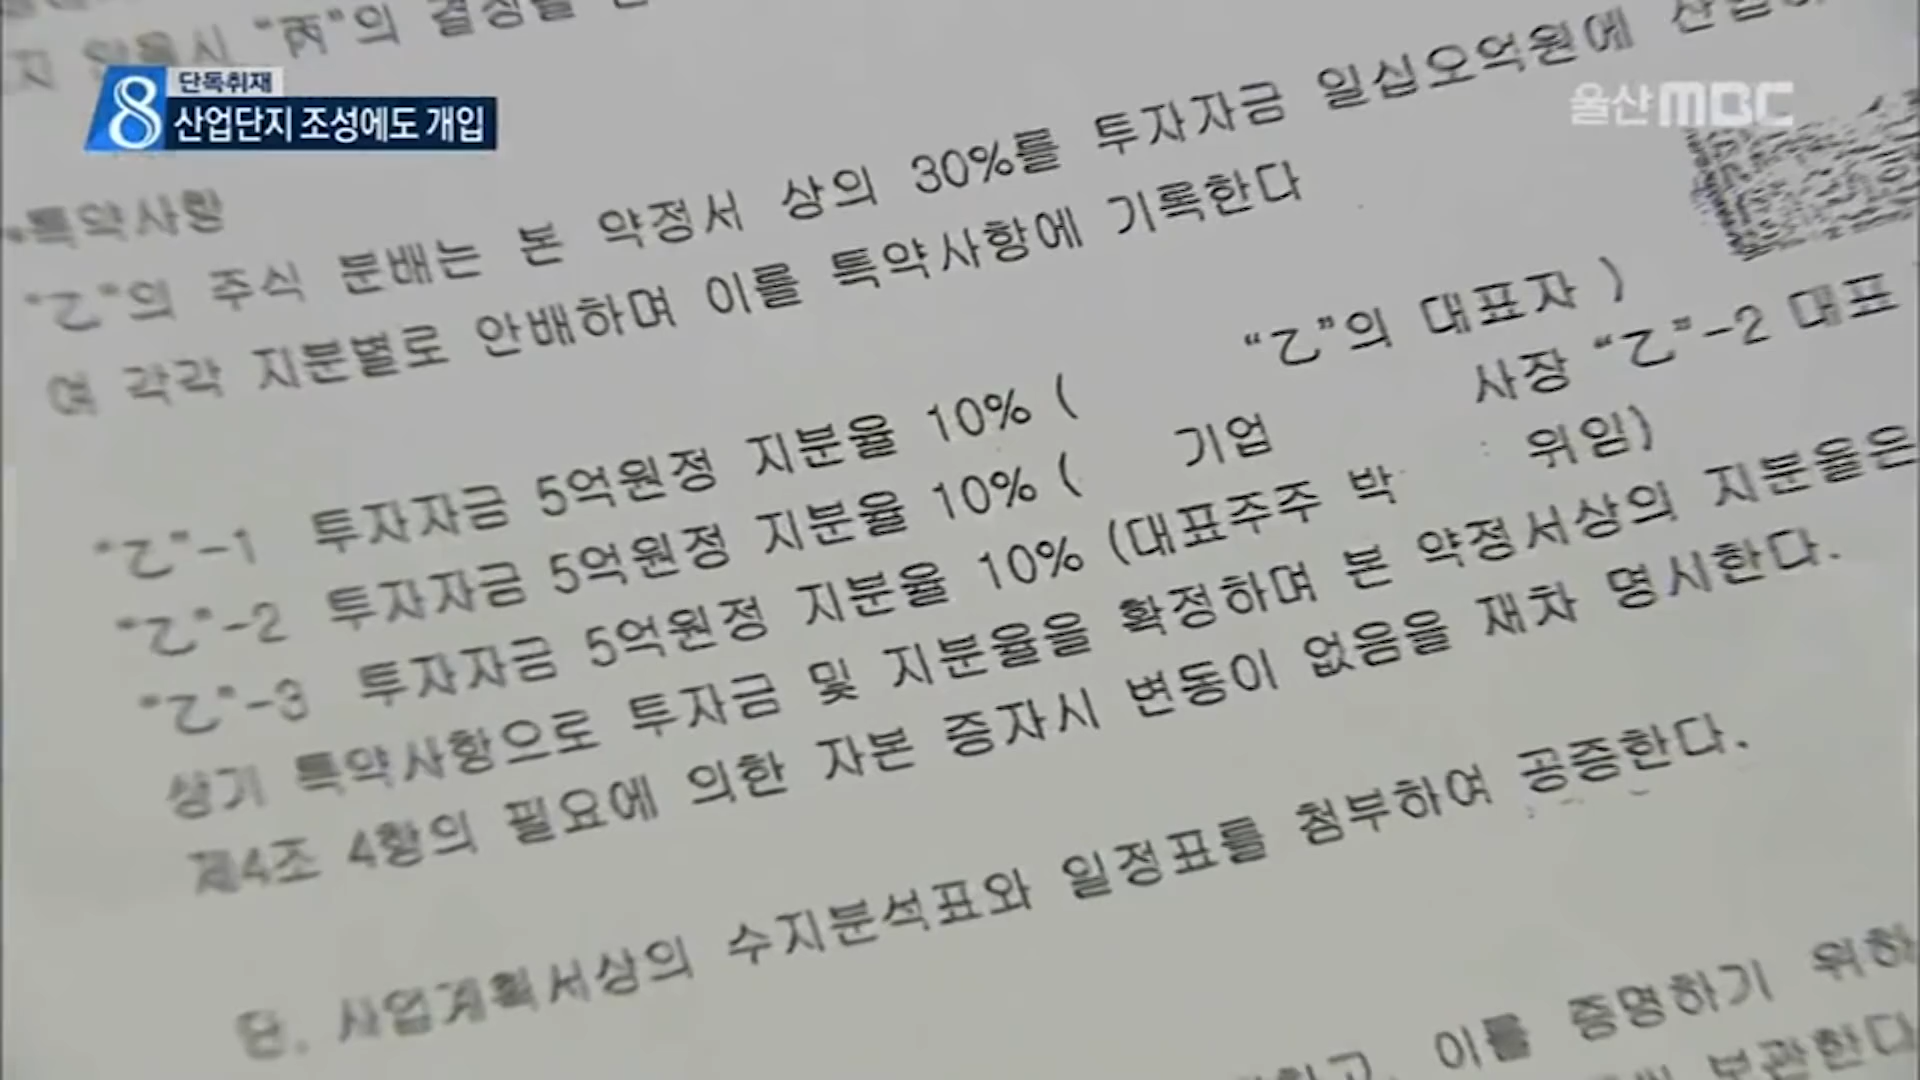 8 단독취재
산업단지 조성에도 개입
울산MBC
"丙"의 결정을
*특약사항
"乙"의 주식 분배는 본 약정서 상의 30%를 투자자금 일십오억원에
여 각각 지분별로 안배하며 이를 특약사항에 기록한다
"乙"-1 투자자금 5억원정 지분율 10% ( "乙"의 대표자 )
"乙"-2 투자자금 5억원정 지분율 10% ( 기업 사장 "乙"-2 대표
"乙"-3 투자자금 5억원정 지분율 10% (대표주주 박 위임)
상기 특약사항으로 투자금 및 지분율을 확정하며 본 약정서상의 지분율은
제4조 4항의 필요에 의한 자본 증자시 변동이 없음을 재차 명시한다.
단, 사업계획서상의 수지분석표와 일정표를 첨부하여 공증한다.
이를 증명하기 위하
보관한다